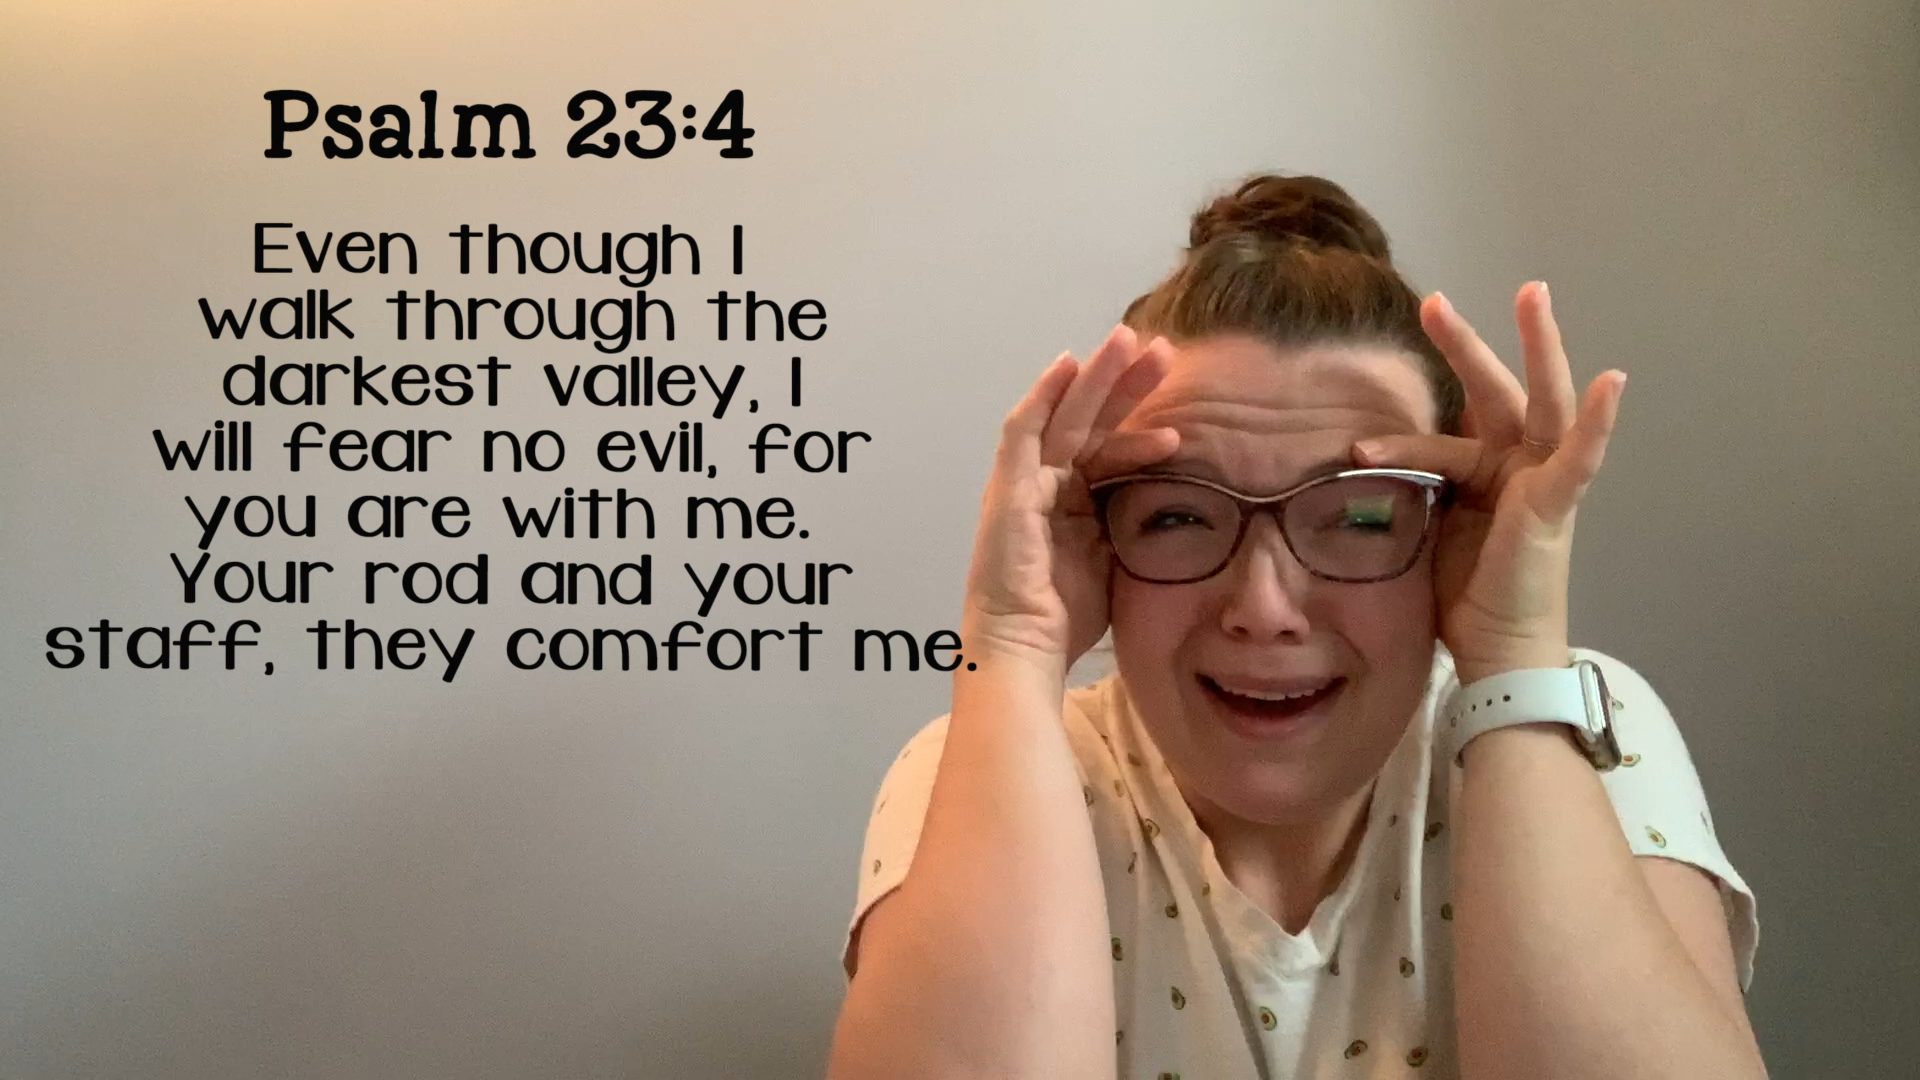 Psalm 23:4
Even though I
walk through the
darkest valley, I
will fear no evil, for
you are with me.
Your rod and your
staff, they comfort me.